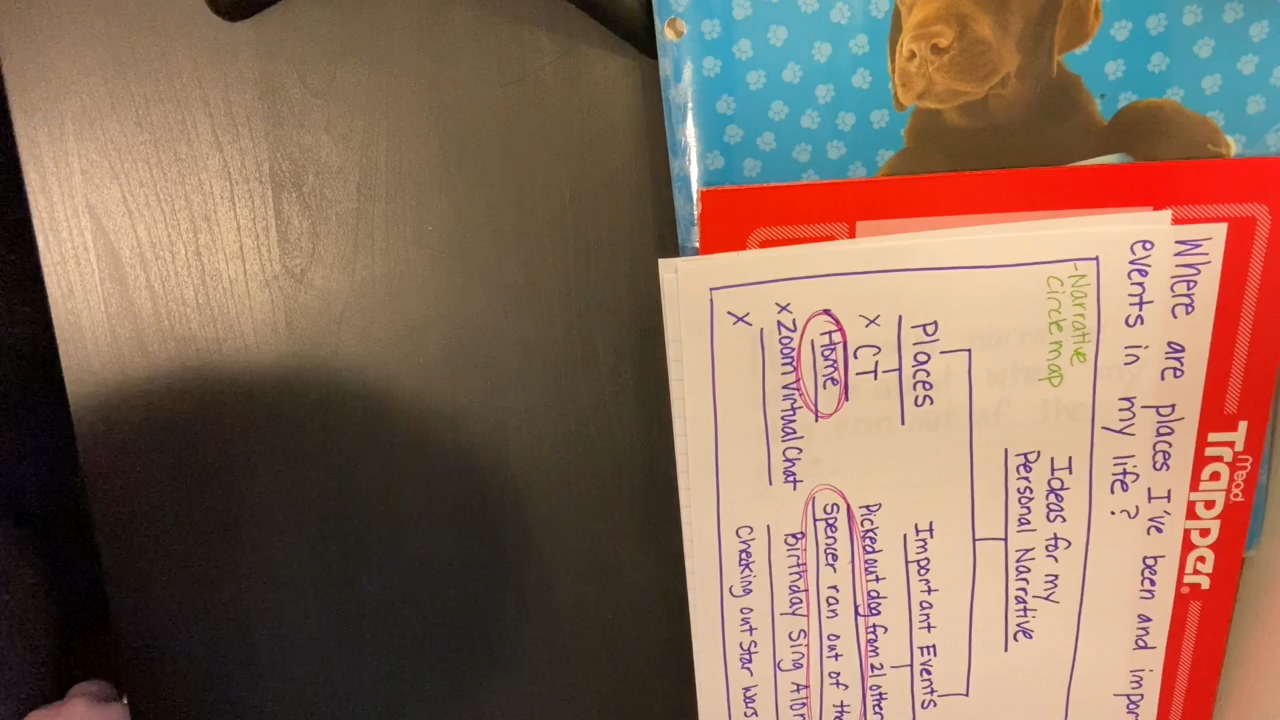 mead
Trapper
Where are places I've been and
events in my life?
-Narrative
circle map
Ideas for my
Personal Narrative
Places
Important Events
x CT
Picked out dog from 21 other
Home
Spencer ran out of the
x Zoom Virtual Chat
Birthday Sing
x
Checking out Star Wars